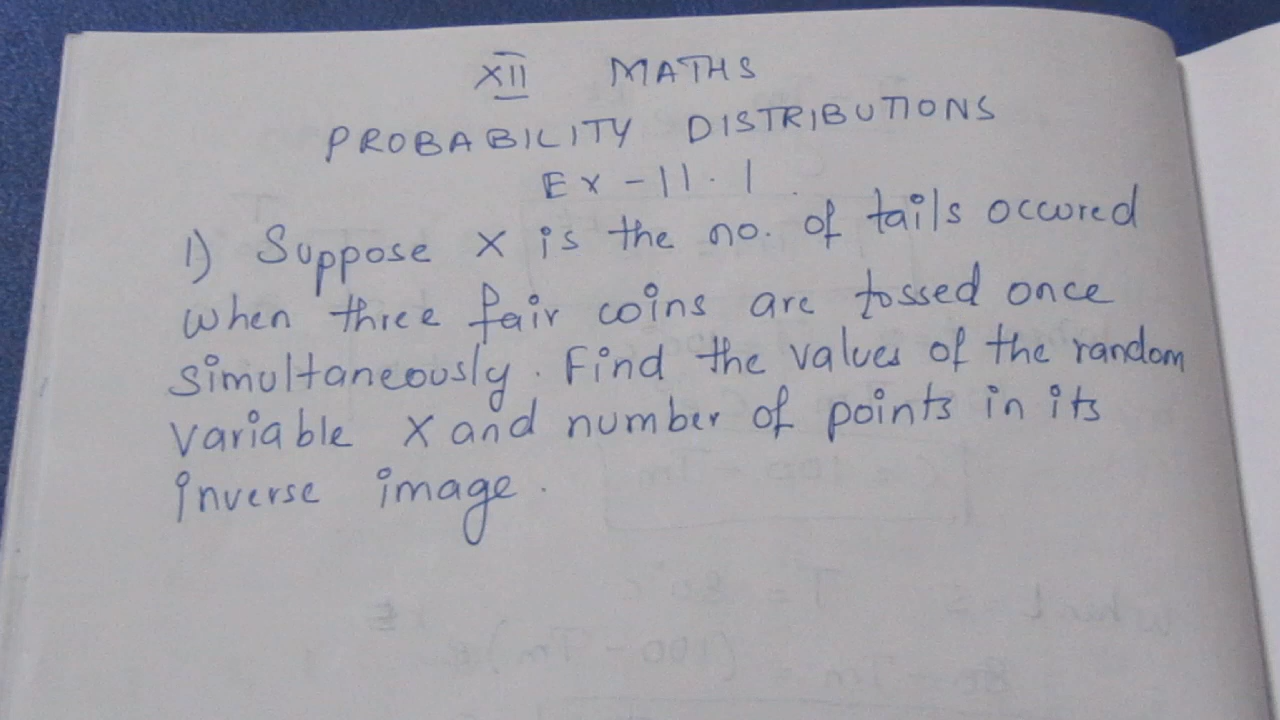 XII MATHS
PROBABILITY DISTRIBUTIONS
Ex - 11.1
1) Suppose X is the no. of tails occured
when three fair coins are tossed once
simultaneously. Find the values of the random
variable X and number of points in its
inverse image.